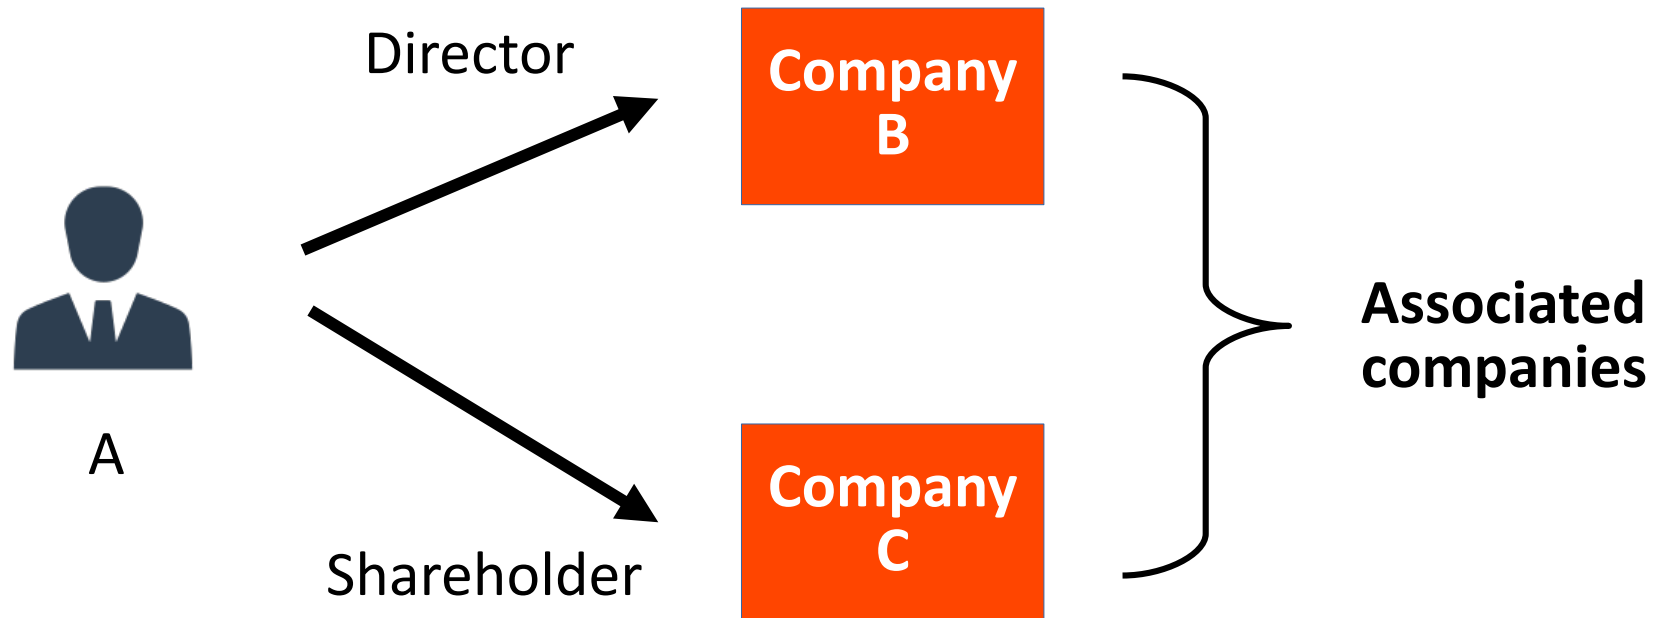 Director
Company
B
A
Associated
companies
Company
C
Shareholder